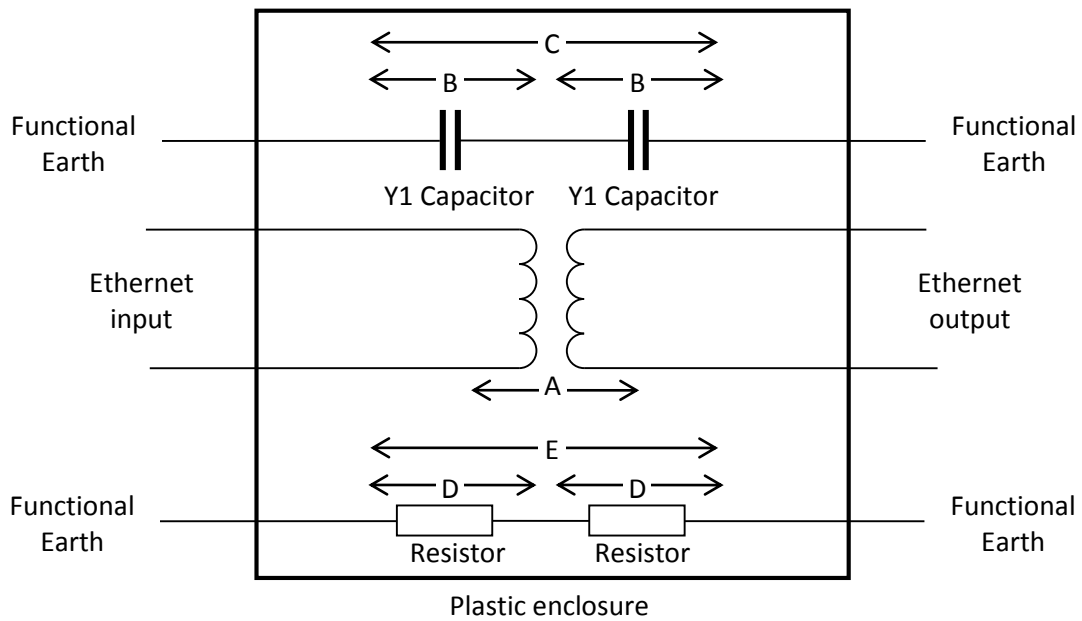 C
B B
Functional
Earth
Functional
Earth
Y1 Capacitor Y1 Capacitor
Ethernet
input
Ethernet
output
A
E
D D
Functional
Earth
Functional
Earth
Resistor Resistor
Plastic enclosure